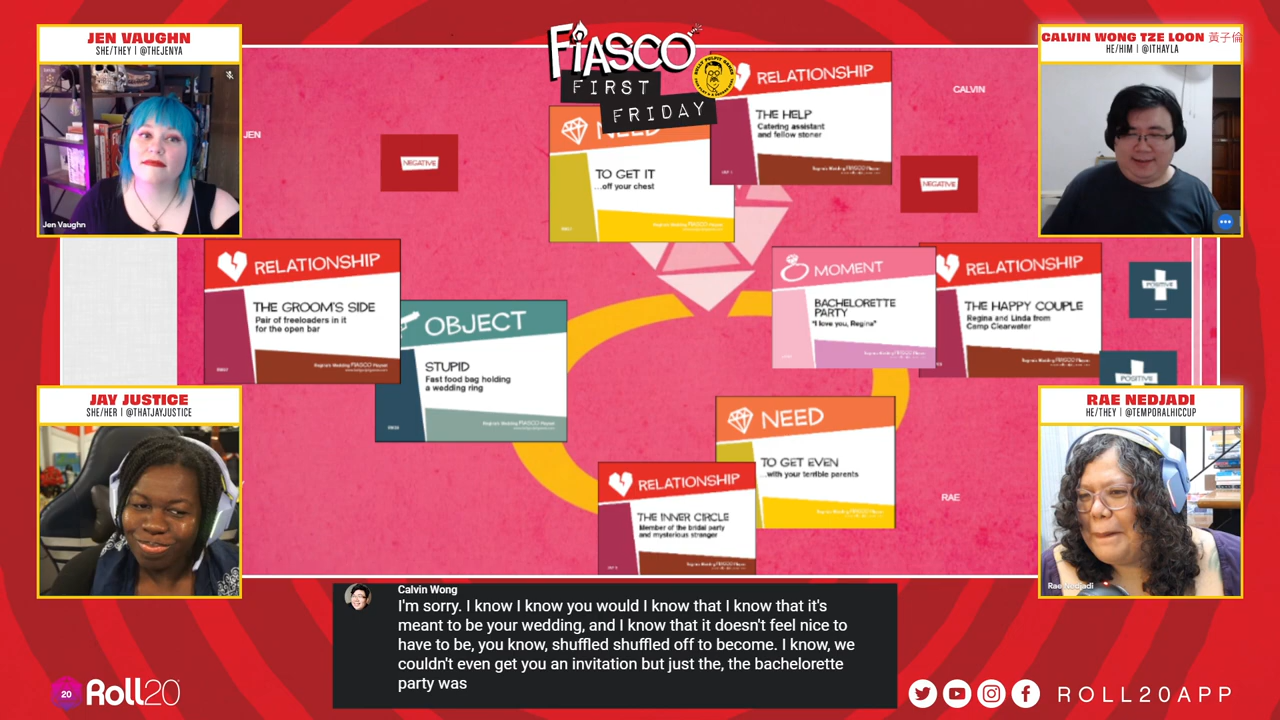 JEN VAUGHN
SHE/THEY | @THEJENYA
Jen Vaughn
JEN
NEGATIVE
FIASCO
FIRST
FRIDAY
NEED
TO GET IT
...off your chest
RELATIONSHIP
THE HELP
Catering assistant
and fellow stoner
CALVIN
NEGATIVE
CALVIN WONG TZE LOON 黃子倫
HE/HIM | @ITHAYLA
RELATIONSHIP
THE GROOM'S SIDE
Pair of freeloaders in it
for the open bar
OBJECT
STUPID
Fast food bag holding
a wedding ring
MOMENT
BACHELORETTE
PARTY
"I love you, Regina"
RELATIONSHIP
THE HAPPY COUPLE
Regina and Linda from
Camp Clearwater
POSITIVE
POSITIVE
JAY JUSTICE
SHE/HER | @THATJAYJUSTICE
RELATIONSHIP
THE INNER CIRCLE
Member of the bridal party
and mysterious stranger
NEED
TO GET EVEN
...with your terrible parents
RAE
RAE NEDJADI
HE/THEY | @TEMPORALHICCUP
Rae Nedjadi
Calvin Wong
I'm sorry. I know I know you would I know that I know that it's
meant to be your wedding, and I know that it doesn't feel nice to
have to be, you know, shuffled shuffled off to become. I know, we
couldn't even get you an invitation but just the, the bachelorette
party was
20
Roll20
ROLL20APP